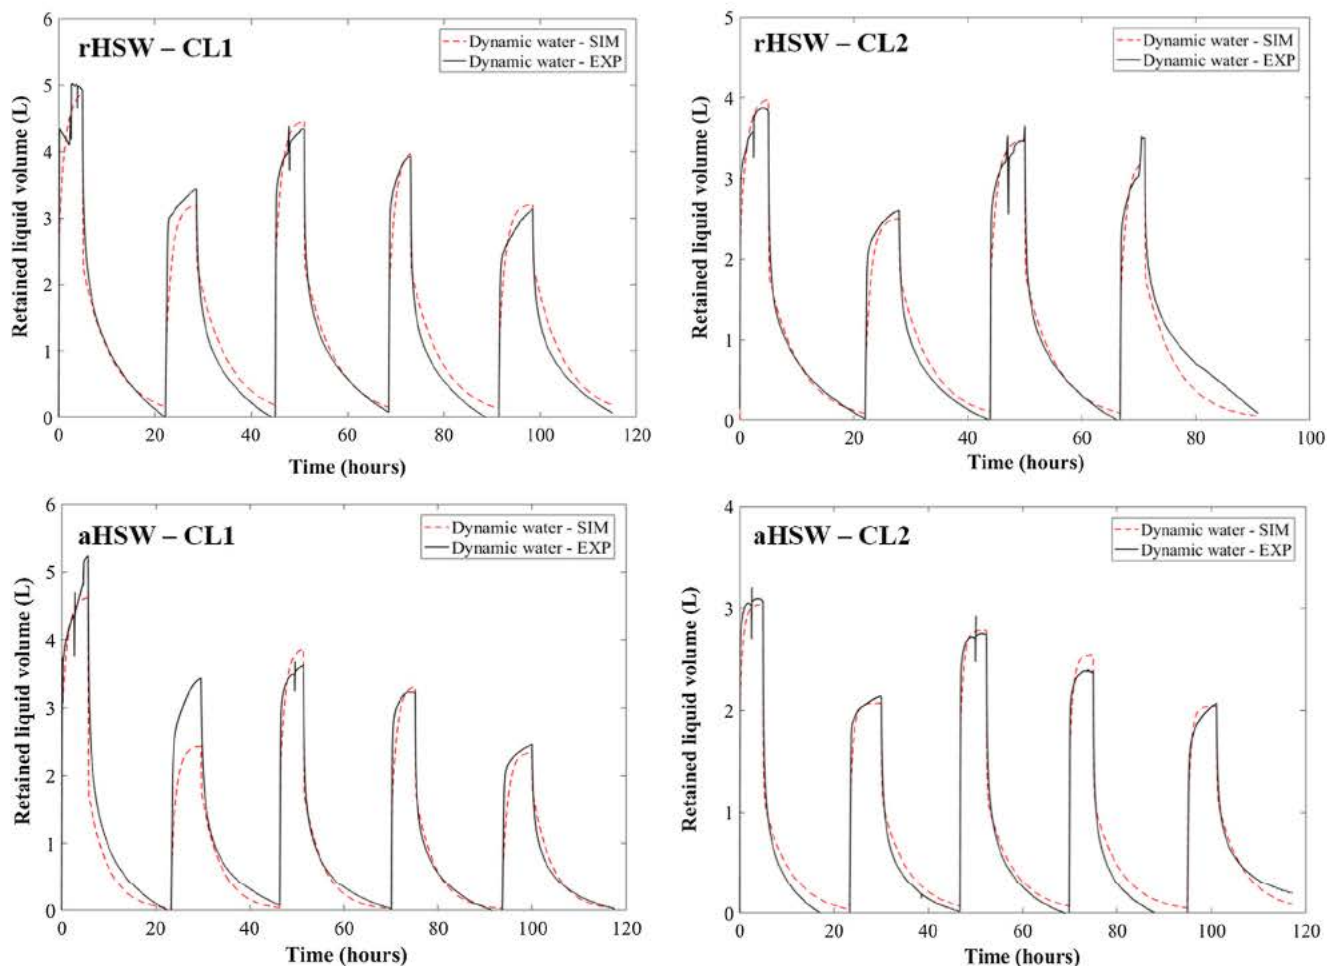 rHSW – CL1
Dynamic water - SIM
Dynamic water - EXP
Retained liquid volume (L)
6
5
4
3
2
1
0
0 20 40 60 80 100 120
Time (hours)
rHSW – CL2
Dynamic water - SIM
Dynamic water - EXP
Retained liquid volume (L)
5
4
3
2
1
0
0 20 40 60 80 100
Time (hours)
aHSW – CL1
Dynamic water - SIM
Dynamic water - EXP
Retained liquid volume (L)
6
5
4
3
2
1
0
0 20 40 60 80 100 120
Time (hours)
aHSW – CL2
Dynamic water - SIM
Dynamic water - EXP
Retained liquid volume (L)
4
3
2
1
0
0 20 40 60 80 100 120
Time (hours)